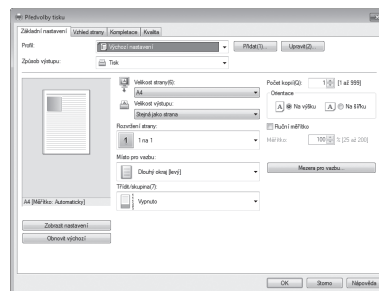 Předvolby tisku
Základní nastavení Vzhled strany Kompletace Kvalita
Profil: Výchozí nastavení Přidat(1)... Upravit(2)...
Způsob výstupu: Tisk
Velikost strany(6):
A4
Velikost výstupu:
Stejná jako strana
Rozvržení strany:
1 1 na 1
Místo pro vazbu:
Dlouhý okraj [levý]
Třídit/skupina(7):
Vypnuto
Počet kopií(G): 1 [1 až 999]
Orientace
A Na výšku A Na šířku
Ruční měřítko
Měřítko: 100 % [25 až 200]
Mezera pro vazbu...
A4 [Měřítko: Automaticky]
Zobrazit nastavení
Obnovit výchozí
OK Storno Nápověda